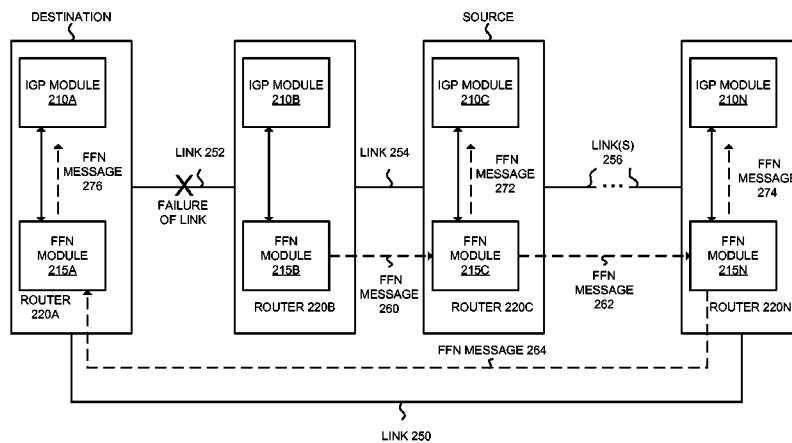 DESTINATION
SOURCE
IGP MODULE
210A
IGP MODULE
210B
IGP MODULE
210C
IGP MODULE
210N
FFN
MESSAGE
276
LINK 252
FAILURE
OF LINK
LINK 254
FFN
MESSAGE
272
LINK(S)
256
FFN
MESSAGE
274
FFN
MODULE
215A
FFN
MODULE
215B
FFN
MODULE
215C
FFN
MODULE
215N
ROUTER
220A
ROUTER 220B
FFN
MESSAGE
260
ROUTER 220C
FFN
MESSAGE
262
ROUTER 220N
FFN MESSAGE 264
LINK 250